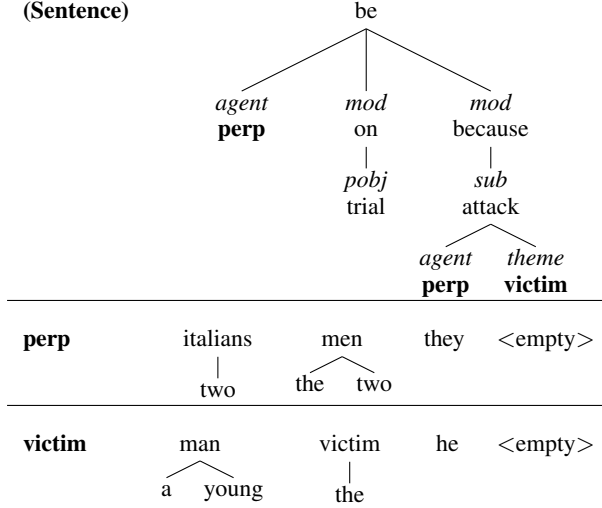 (Sentence) be
agent mod mod
perp on because
pobj sub
trial attack
agent theme
perp victim
perp italians men they <empty>
two the two
victim man victim he <empty>
a young the